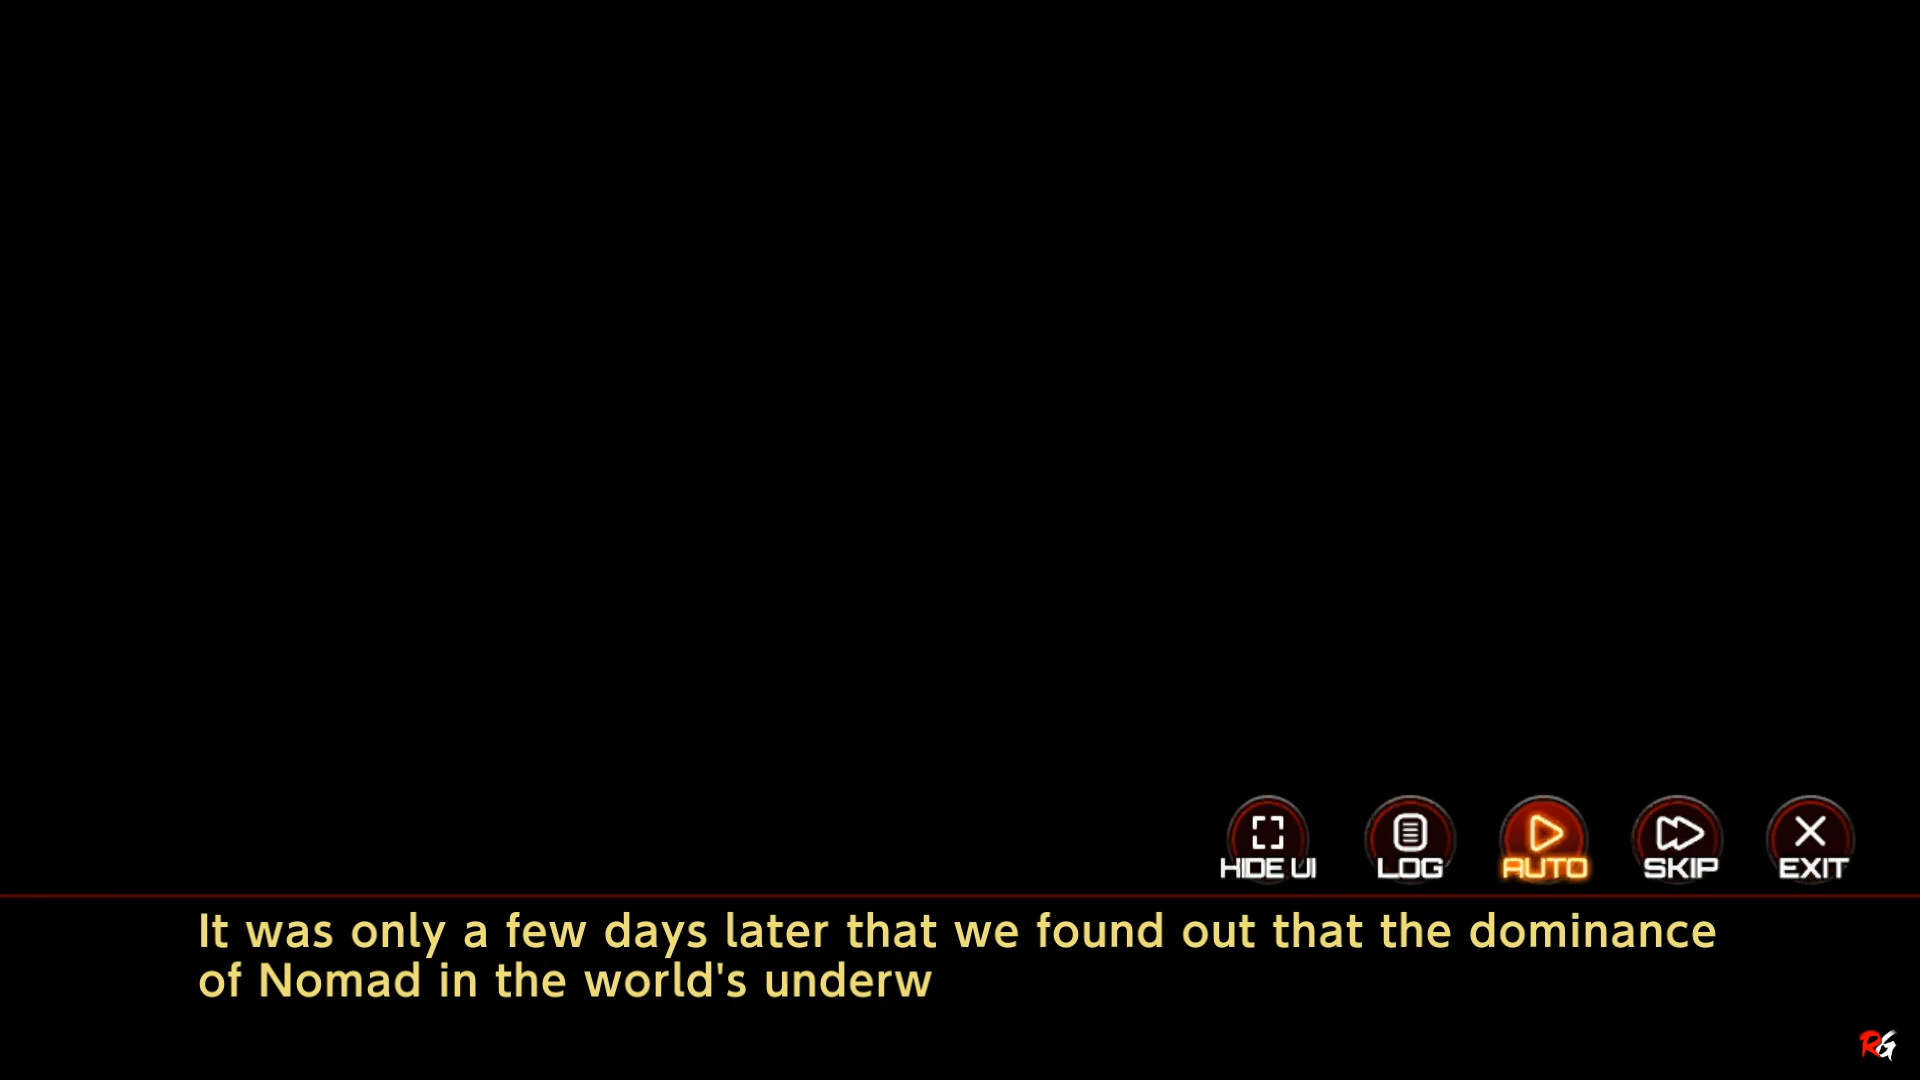 HIDE UI LOG AUTO SKIP EXIT
It was only a few days later that we found out that the dominance
of Nomad in the world's underw
RG